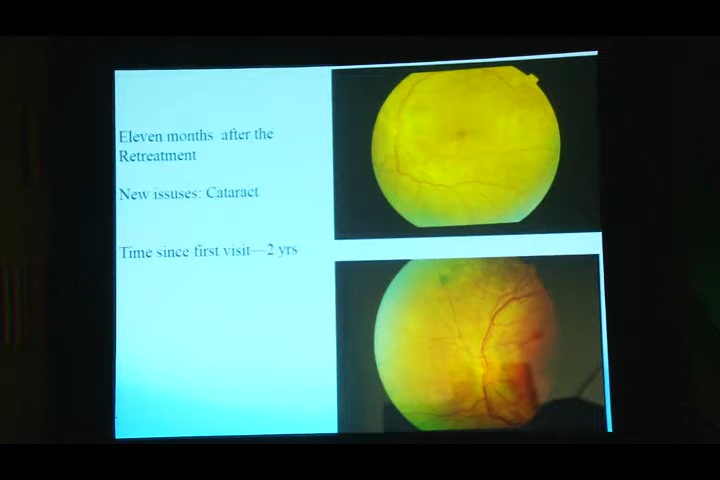 Eleven months after the
Retreatment
New issuses: Cataract
Time since first visit—2 yrs